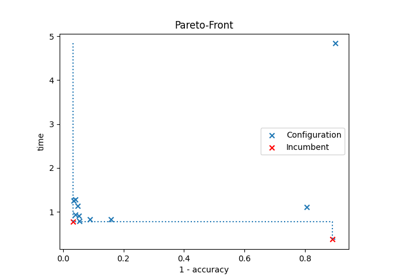 Pareto-Front
5
4
3
2
1
time
Configuration
Incumbent
0.0 0.2 0.4 0.6 0.8
1 - accuracy